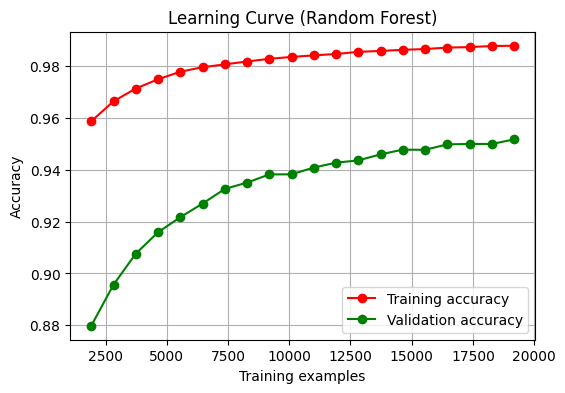 Learning Curve (Random Forest)
0.98
0.96
0.94
0.92
0.90
0.88
Accuracy
Training accuracy
Validation accuracy
2500 5000 7500 10000 12500 15000 17500 20000
Training examples